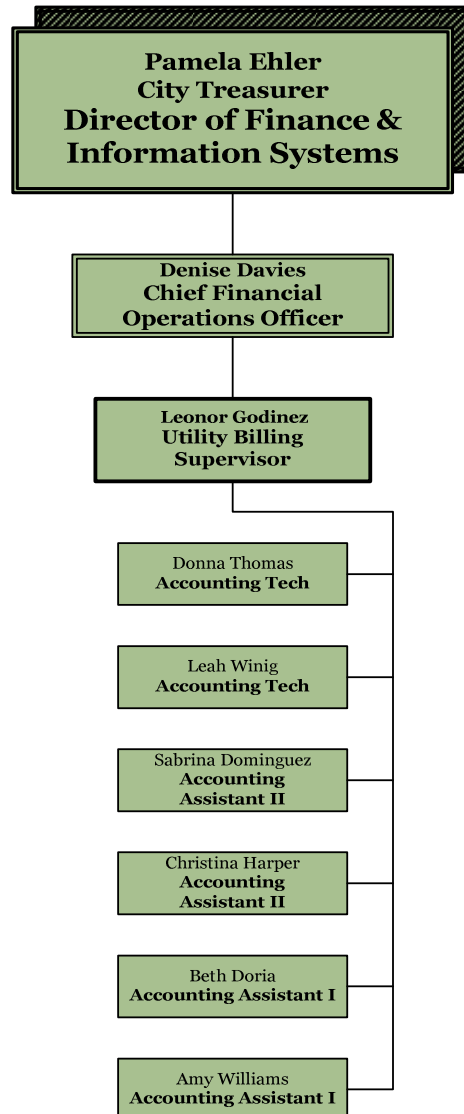 Pamela Ehler
City Treasurer
Director of Finance &
Information Systems
Denise Davies
Chief Financial
Operations Officer
Leonor Godinez
Utility Billing
Supervisor
Donna Thomas
Accounting Tech
Leah Winig
Accounting Tech
Sabrina Dominguez
Accounting
Assistant II
Christina Harper
Accounting
Assistant II
Beth Doria
Accounting Assistant I
Amy Williams
Accounting Assistant I